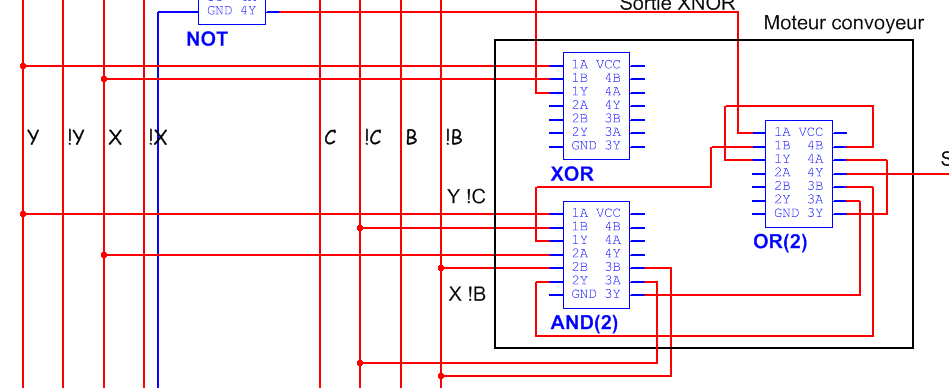 GND 4Y
NOT
Sortie XNOR
Moteur convoyeur
1A VCC
1B 4B
1Y 4A
2A 4Y
2B 3B
2Y 3A
GND 3Y
XOR
Y !Y X !X C !C B !B
1A VCC
1B 4B
1Y 4A
2A 4Y
2B 3B
2Y 3A
GND 3Y
OR(2)
S
Y !C
1A VCC
1B 4B
1Y 4A
2A 4Y
2B 3B
2Y 3A
GND 3Y
AND(2)
X !B